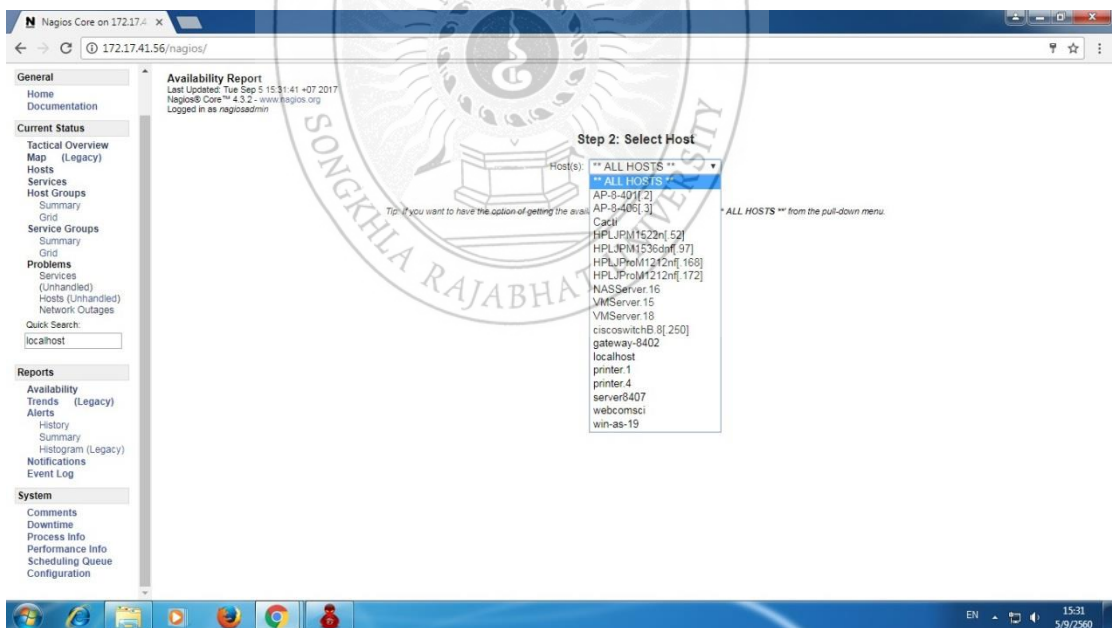 N Nagios Core on 172.17.4
172.17.41.56/nagios/
General
Home
Documentation
Current Status
Tactical Overview
Map (Legacy)
Hosts
Services
Host Groups
Summary
Grid
Service Groups
Summary
Grid
Problems
Services
(Unhandled)
Hosts (Unhandled)
Network Outages
Quick Search:
localhost
Reports
Availability
Trends (Legacy)
Alerts
History
Summary
Histogram (Legacy)
Notifications
Event Log
System
Comments
Downtime
Process Info
Performance Info
Scheduling Queue
Configuration
Availability Report
Last Updated: Tue Sep 5 15:31:41 +07 2017
Nagios® Core™ 4.3.2 - www.nagios.org
Logged in as nagiosadmin
Step 2: Select Host
Host(s): ** ALL HOSTS **
** ALL HOSTS **
AP-8-401[.2]
AP-8-406[.3]
Cacti
HPLJPM1522n[.52]
HPLJPM1536dnf[.97]
HPLJProM1212nf[.168]
HPLJProM1212nf[.172]
NASServer.16
VMServer.15
VMServer.18
ciscoswitchB.8[.250]
gateway-8402
localhost
printer.1
printer.4
server8407
webcomsci
win-as-19
Tip: If you want to have the option of getting the avail * ALL HOSTS **' from the pull-down menu.
SONGKHLA RAJABHAT UNIVERSITY
EN
15:31
5/9/2560